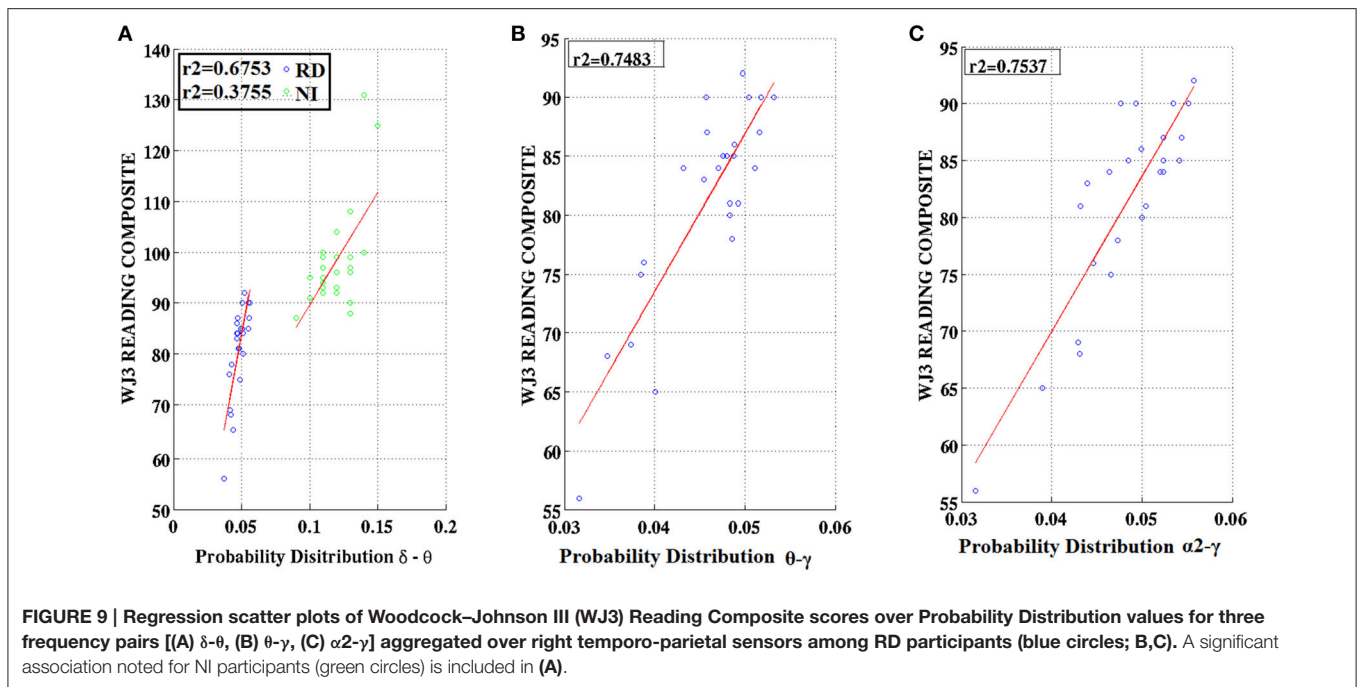 A
r2=0.6753 RD
r2=0.3755 NI
140
130
120
110
100
90
80
70
60
50
0
0.05
0.1
0.15
0.2
WJ3 READING COMPOSITE
Probability Disitribution δ - θ
B
r2=0.7483
95
90
85
80
75
70
65
60
55
0.03
0.04
0.05
0.06
WJ3 READING COMPOSITE
Probability Distribution θ-γ
C
r2=0.7537
95
90
85
80
75
70
65
60
55
0.03
0.04
0.05
0.06
WJ3 READING COMPOSITE
Probability Distribution α2-γ
FIGURE 9 | Regression scatter plots of Woodcock–Johnson III (WJ3) Reading Composite scores over Probability Distribution values for three
frequency pairs [(A) δ-θ, (B) θ-γ, (C) α2-γ] aggregated over right temporo-parietal sensors among RD participants (blue circles; B,C). A significant
association noted for NI participants (green circles) is included in (A).